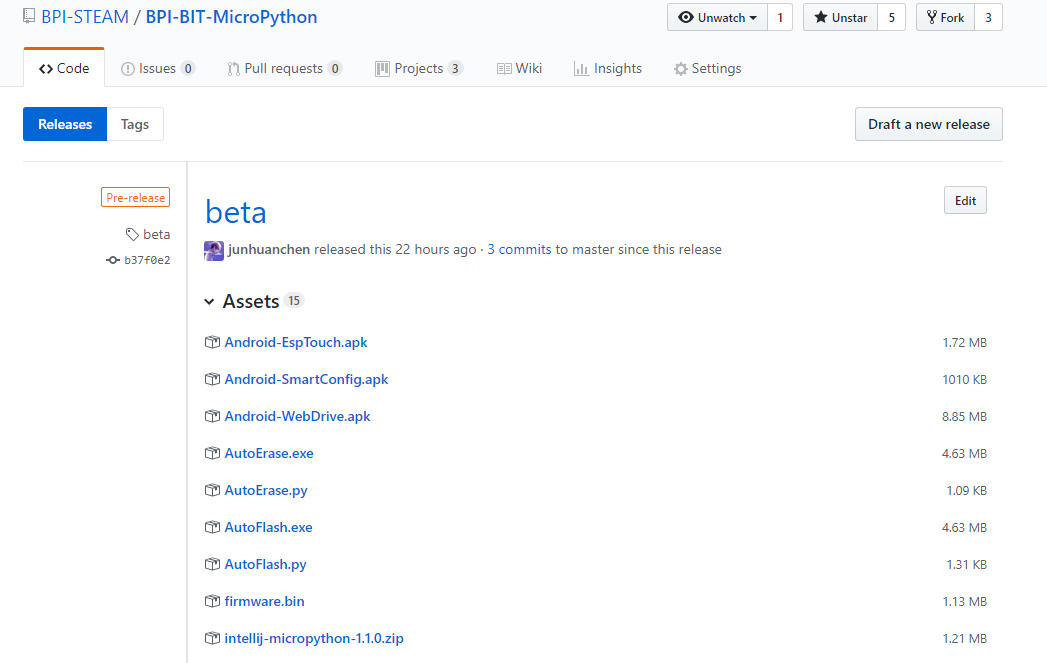 BPI-STEAM / BPI-BIT-MicroPython
Unwatch 1 Unstar 5 Fork 3
Code Issues 0 Pull requests 0 Projects 3 Wiki Insights Settings
Releases Tags Draft a new release
Pre-release
beta
b37f0e2
beta
Edit
junhuanchen released this 22 hours ago · 3 commits to master since this release
Assets 15
Android-EspTouch.apk 1.72 MB
Android-SmartConfig.apk 1010 KB
Android-WebDrive.apk 8.85 MB
AutoErase.exe 4.63 MB
AutoErase.py 1.09 KB
AutoFlash.exe 4.63 MB
AutoFlash.py 1.31 KB
firmware.bin 1.13 MB
intellij-micropython-1.1.0.zip 1.21 MB